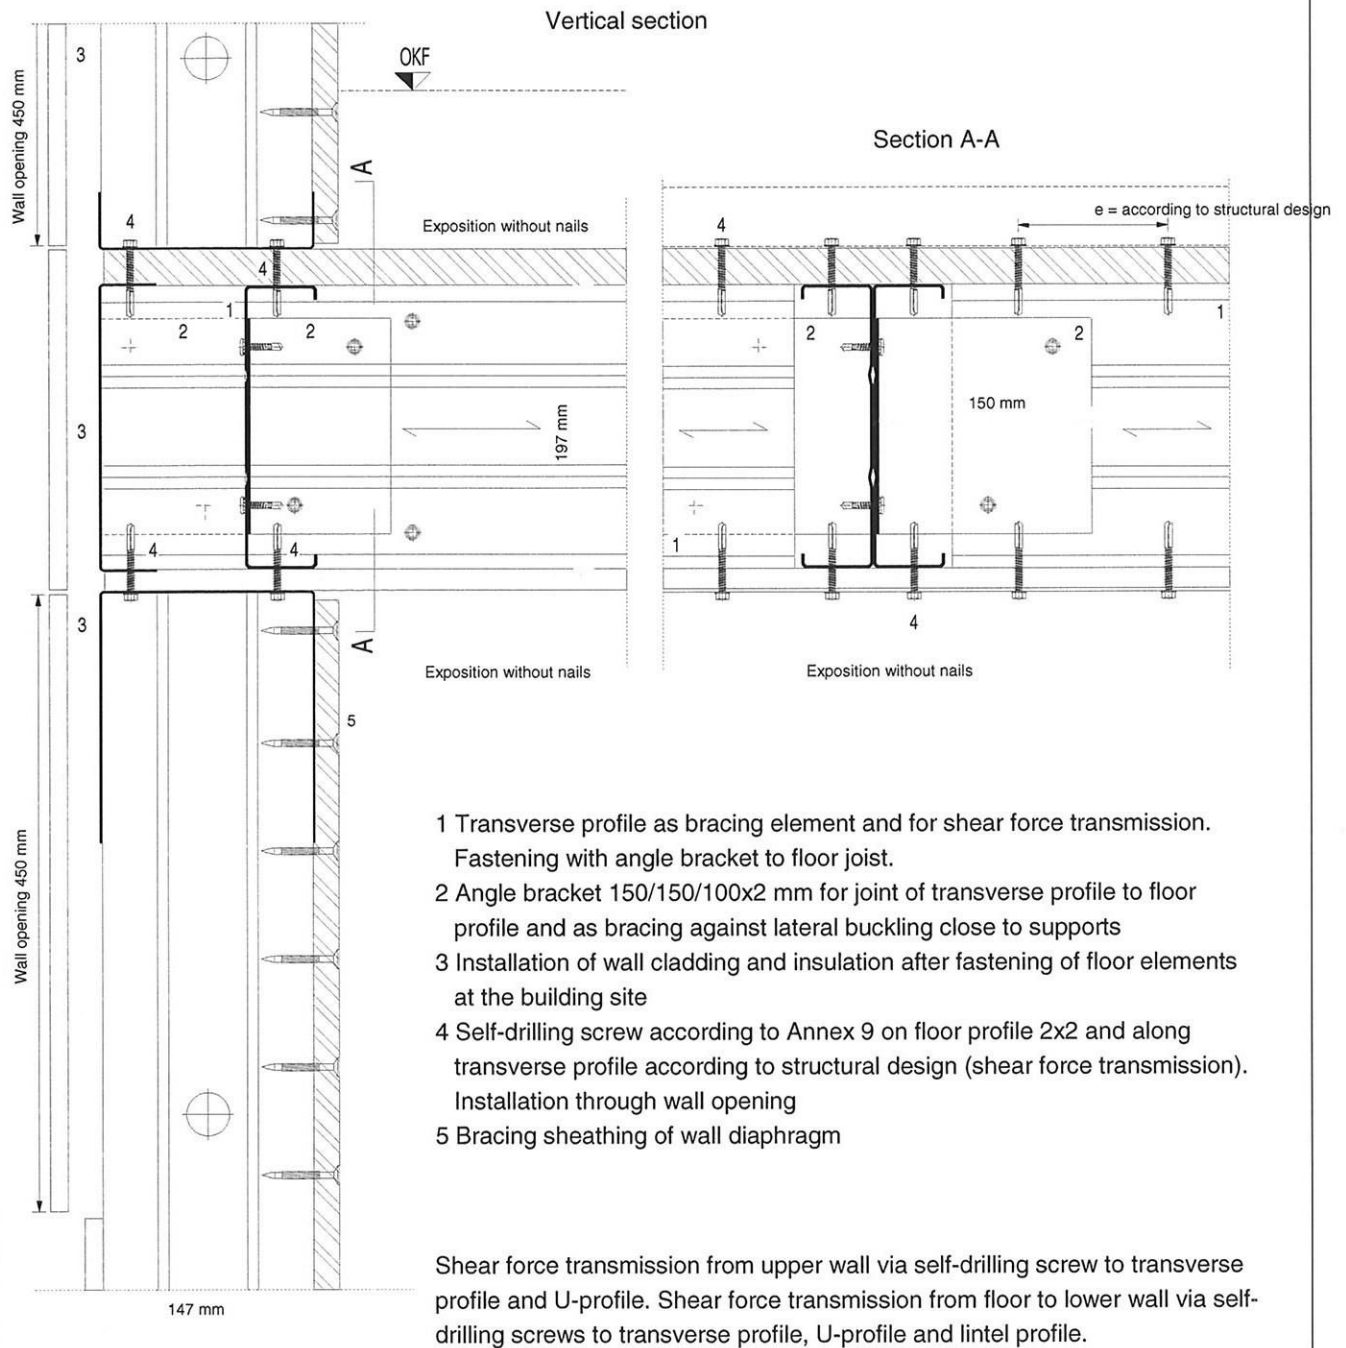 Vertical section
OKF
3
Wall opening 450 mm
A
Section A-A
4
Exposition without nails
4
e = according to structural design
4
1
2
2
1
2
2
3
197 mm
150 mm
4
4
1
3
A
4
Exposition without nails
Exposition without nails
5
Wall opening 450 mm
1 Transverse profile as bracing element and for shear force transmission.
Fastening with angle bracket to floor joist.
2 Angle bracket 150/150/100x2 mm for joint of transverse profile to floor
profile and as bracing against lateral buckling close to supports
3 Installation of wall cladding and insulation after fastening of floor elements
at the building site
4 Self-drilling screw according to Annex 9 on floor profile 2x2 and along
transverse profile according to structural design (shear force transmission).
Installation through wall opening
5 Bracing sheathing of wall diaphragm
Shear force transmission from upper wall via self-drilling screw to transverse
profile and U-profile. Shear force transmission from floor to lower wall via self-
drilling screws to transverse profile, U-profile and lintel profile.
147 mm